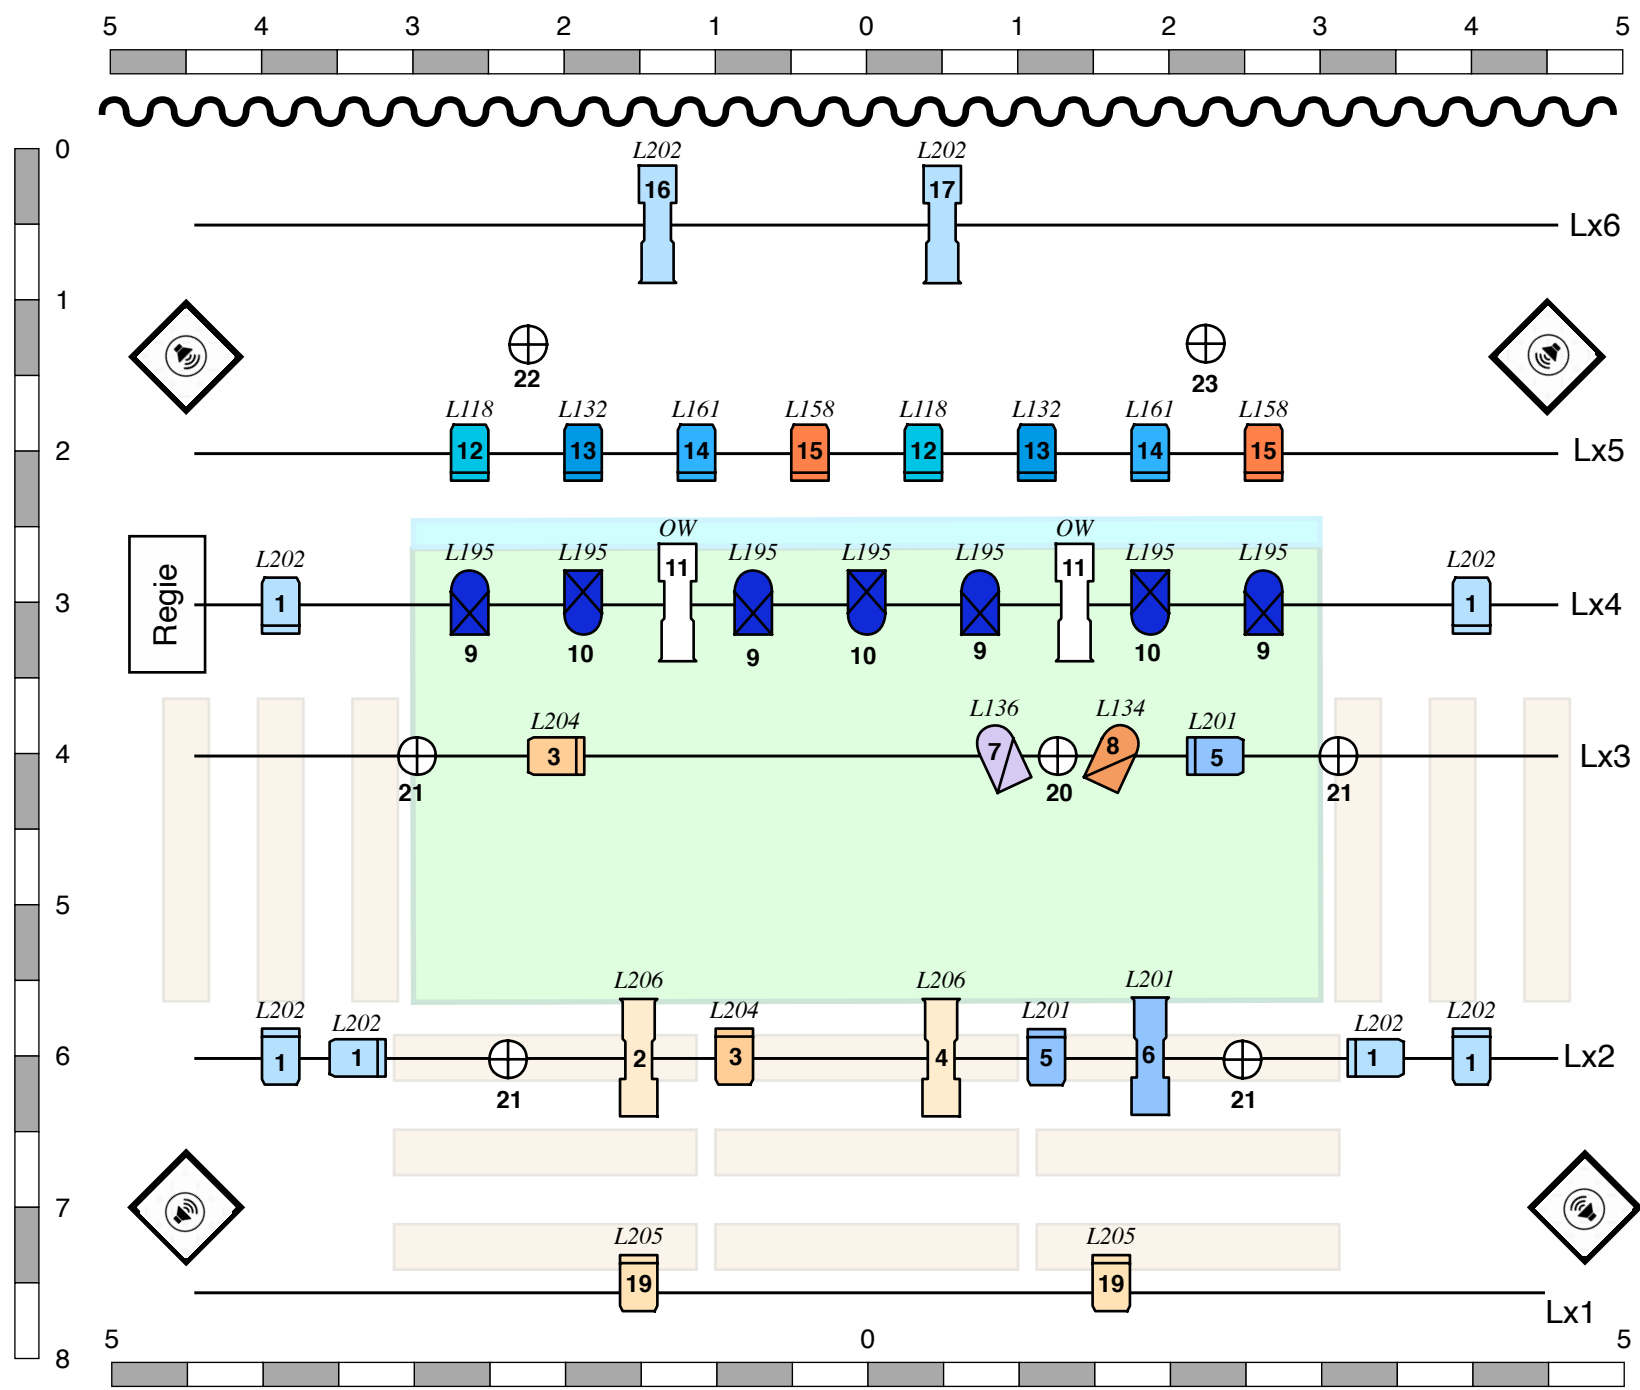 5 4 3 2 1 0 1 2 3 4 5
0
L202 L202
16 17
Lx6
1
22 23
L118 L132 L161 L158 L118 L132 L161 L158
2 12 13 14 15 12 13 14 15 Lx5
OW OW
L202 L195 L195 L195 L195 L195 L195 L195 L202
11 11
Regie
3 1 1 Lx4
9 10 9 10 9 10 9
L204 L136 L134 L201
4 3 7 8 5 Lx3
21 20 21
5
L206 L206 L201
L202 L202 L204 L201 L202 L202
6 1 1 2 3 4 5 6 1 1 Lx2
21 21
7
L205 L205
19 19
Lx1
5 0 5
8